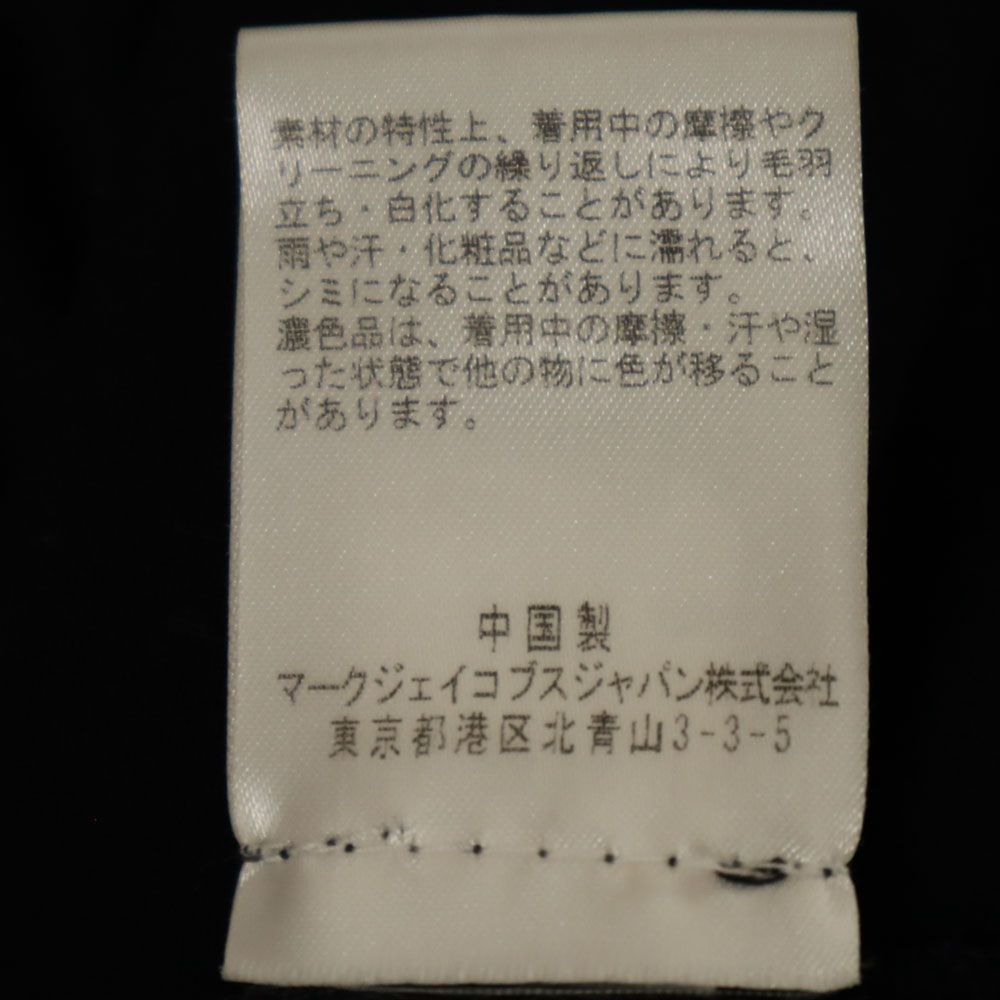 素材の特性上、着用中の摩擦やク
リーニングの繰り返しにより毛羽
立ち・白化することがあります。
雨や汗・化粧品などに濡れると、
シミになることがあります。
濃色品は、着用中の摩擦・汗や湿
った状態で他の物に色が移ること
があります。
中国製
マークジェイコブスジャパン株式会社
東京都港区北青山3-3-5